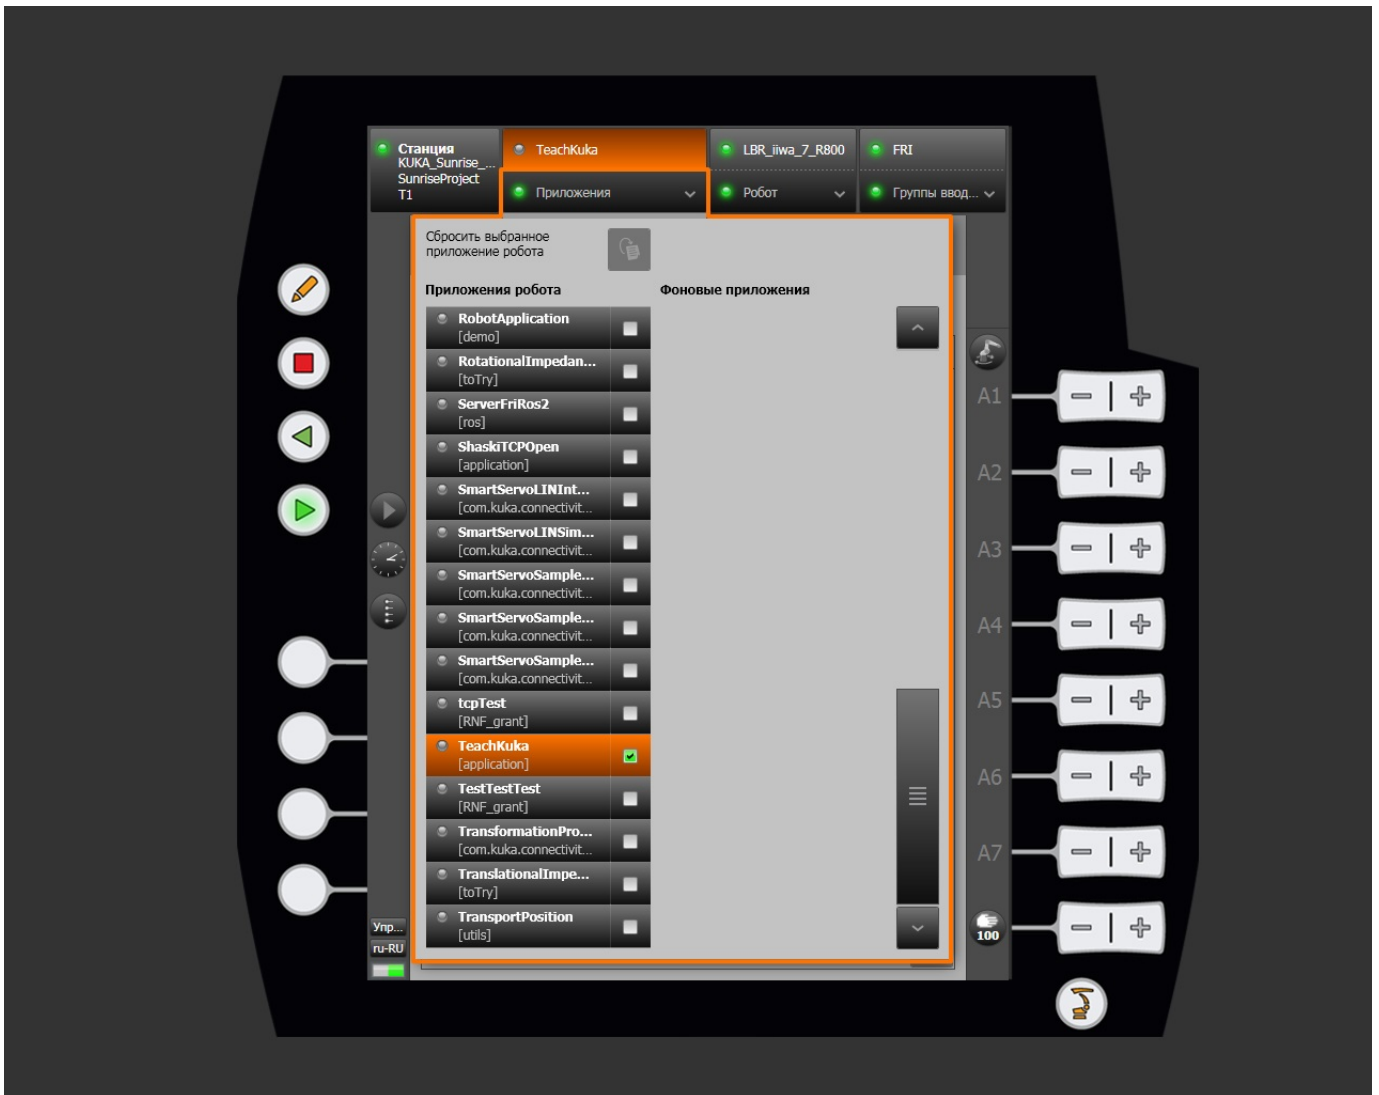 Станция
KUKA_Sunrise_...
SunriseProject
T1
TeachKuka
Приложения
LBR_iiwa_7_R800
Робот
FRI
Группы ввод...
Сбросить выбранное
приложение робота
Приложения робота
Фоновые приложения
RobotApplication
[demo]
RotationalImpedan...
[toTry]
ServerFriRos2
[ros]
ShaskiTCPOpen
[application]
SmartServoLINInt...
[com.kuka.connectivit...
SmartServoLINSim...
[com.kuka.connectivit...
SmartServoSample...
[com.kuka.connectivit...
SmartServoSample...
[com.kuka.connectivit...
SmartServoSample...
[com.kuka.connectivit...
tcpTest
[RNF_grant]
TeachKuka
[application]
TestTestTest
[RNF_grant]
TransformationPro...
[com.kuka.connectivit...
TranslationalImpe...
[toTry]
TransportPosition
[utils]
A1
A2
A3
A4
A5
A6
A7
100
Упр...
ru-RU